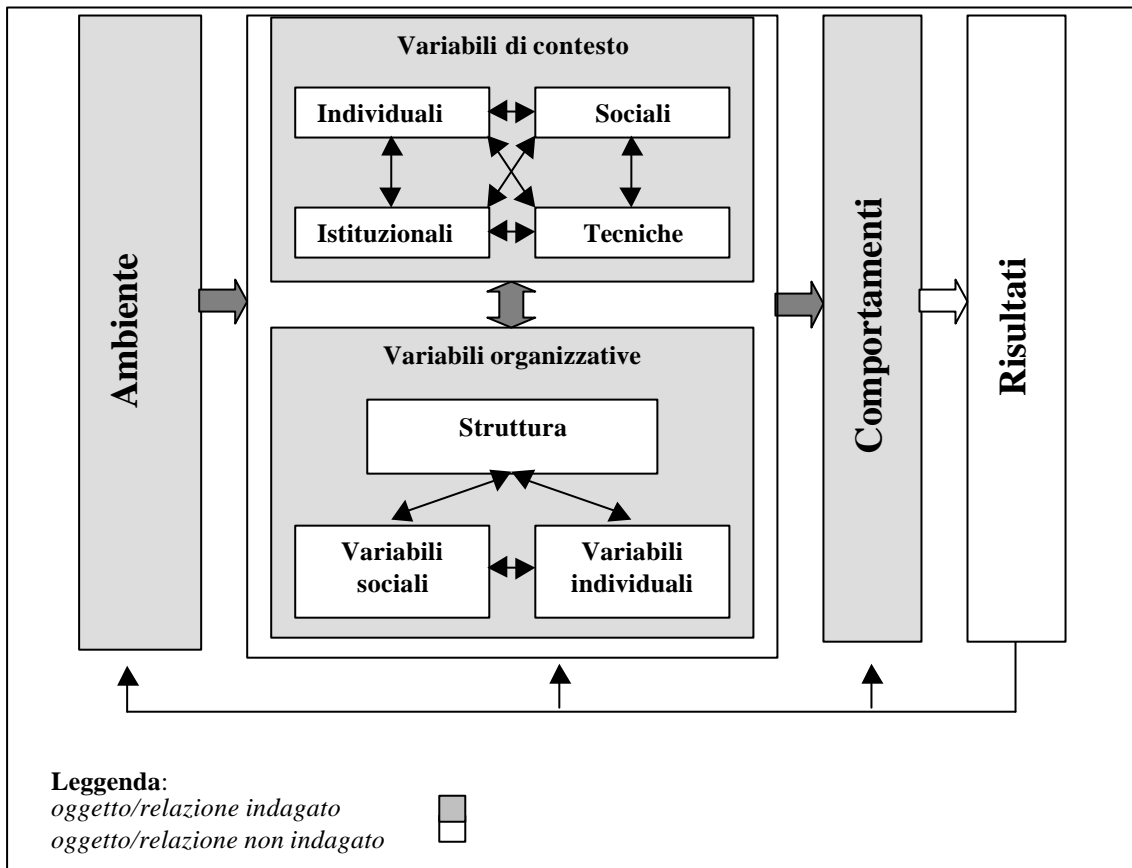 Ambiente
Variabili di contesto
Individuali
Sociali
Istituzionali
Tecniche
Variabili organizzative
Struttura
Variabili
sociali
Variabili
individuali
Comportamenti
Risultati
Leggenda:
oggetto/relazione indagato
oggetto/relazione non indagato